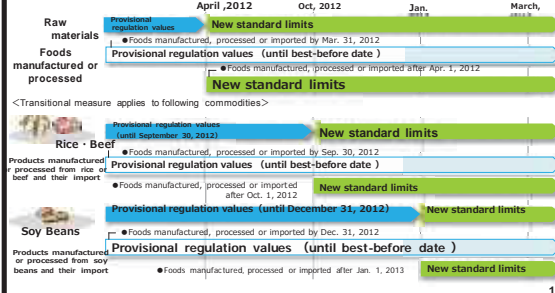 April ,2012 Oct, 2012 Jan. March,
Raw materials
Provisional regulation values
New standard limits
●Foods manufactured, processed or imported by Mar. 31, 2012
Foods manufactured or processed
Provisional regulation values (until best-before date )
●Foods manufactured, processed or imported after Apr. 1, 2012
New standard limits
<Transitional measure applies to following commodities>
Rice・Beef
Provisional regulation values
(until September 30, 2012)
New standard limits
●Foods manufactured, processed or imported by Sep. 30, 2012
Products manufactured
or processed from rice or
beef and their import
Provisional regulation values (until best-before date )
●Foods manufactured, processed or imported
after Oct. 1, 2012
New standard limits
Provisional regulation values (until December 31, 2012)
New standard limits
Soy Beans
●Foods manufactured, processed or imported by Dec. 31, 2012
Products manufactured
or processed from soy
beans and their import
Provisional regulation values (until best-before date )
●Foods manufactured, processed or imported after Jan. 1, 2013
New standard limits
1